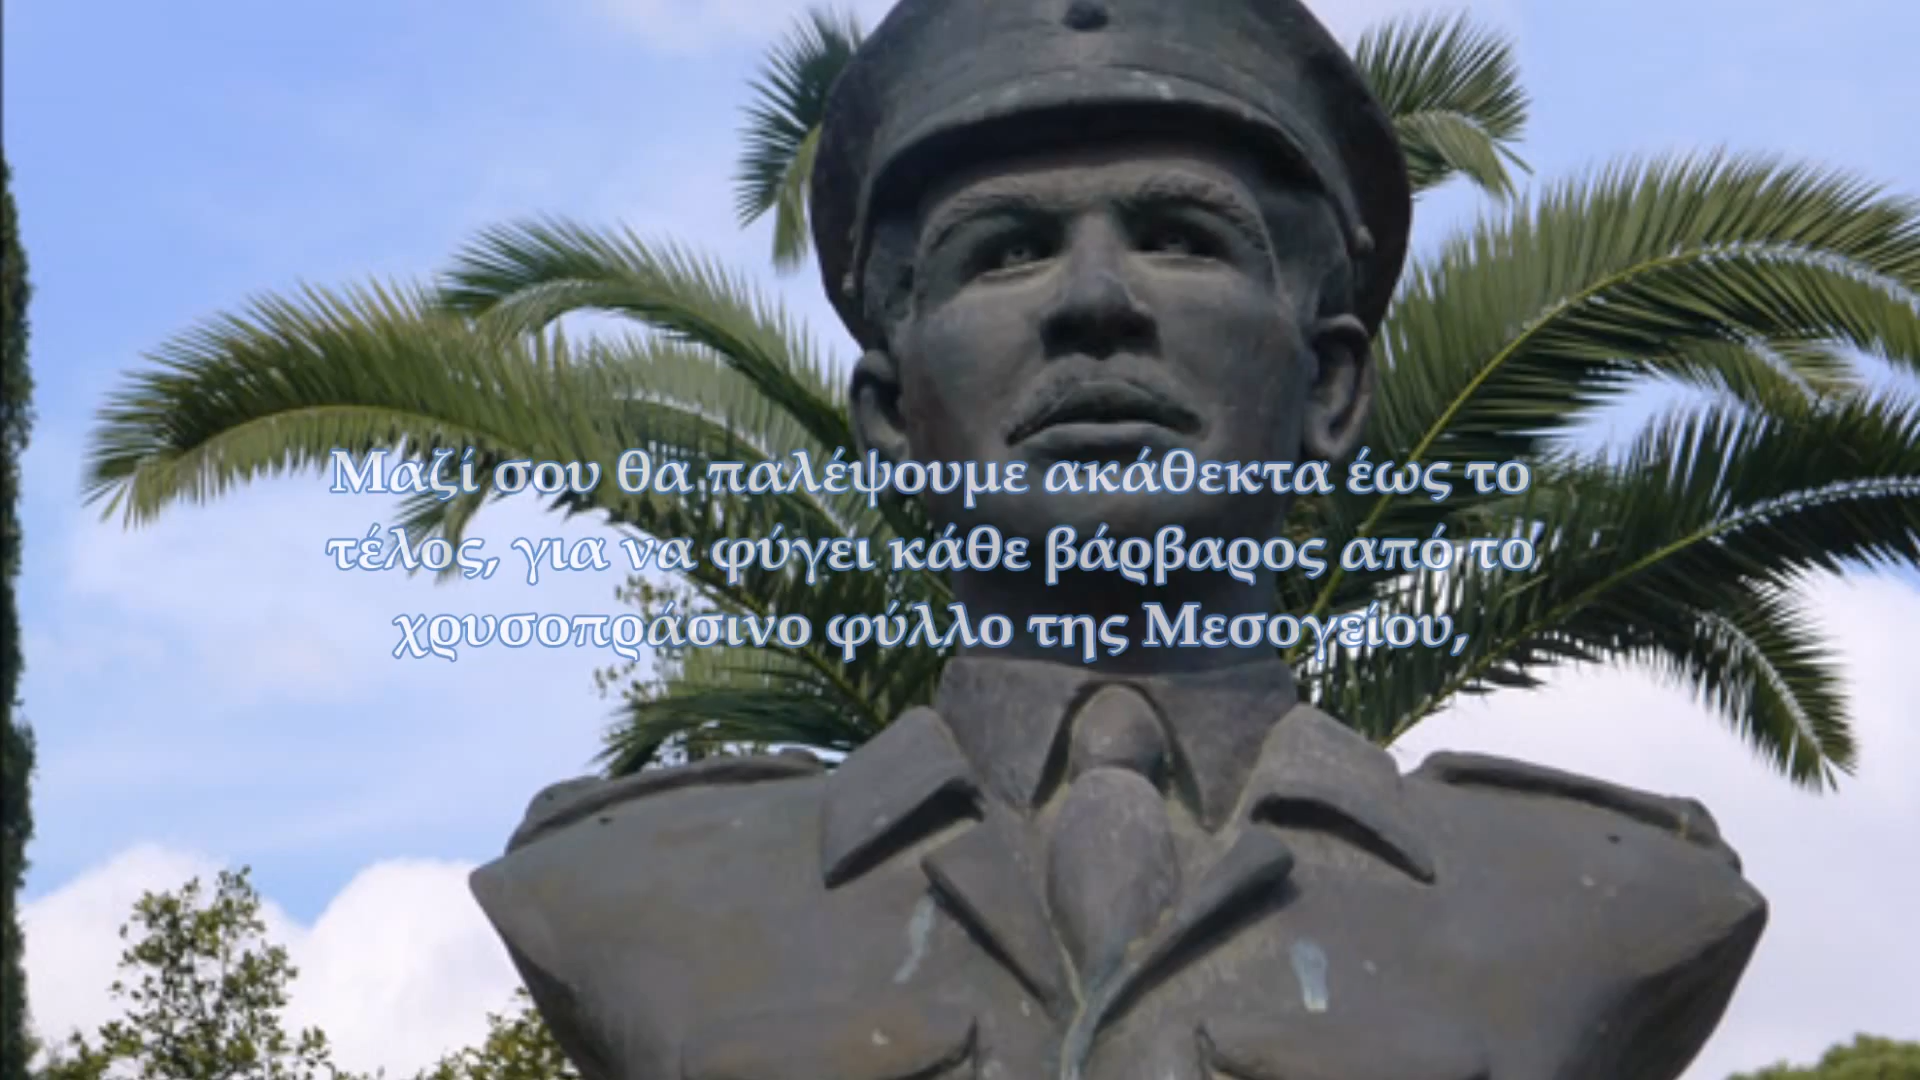 Μαζί σου θα παλέψουμε ακάθεκτα έως το
τέλος, για να φύγει κάθε βάρβαρος από το
χρυσοπράσινο φύλλο της Μεσογείου,